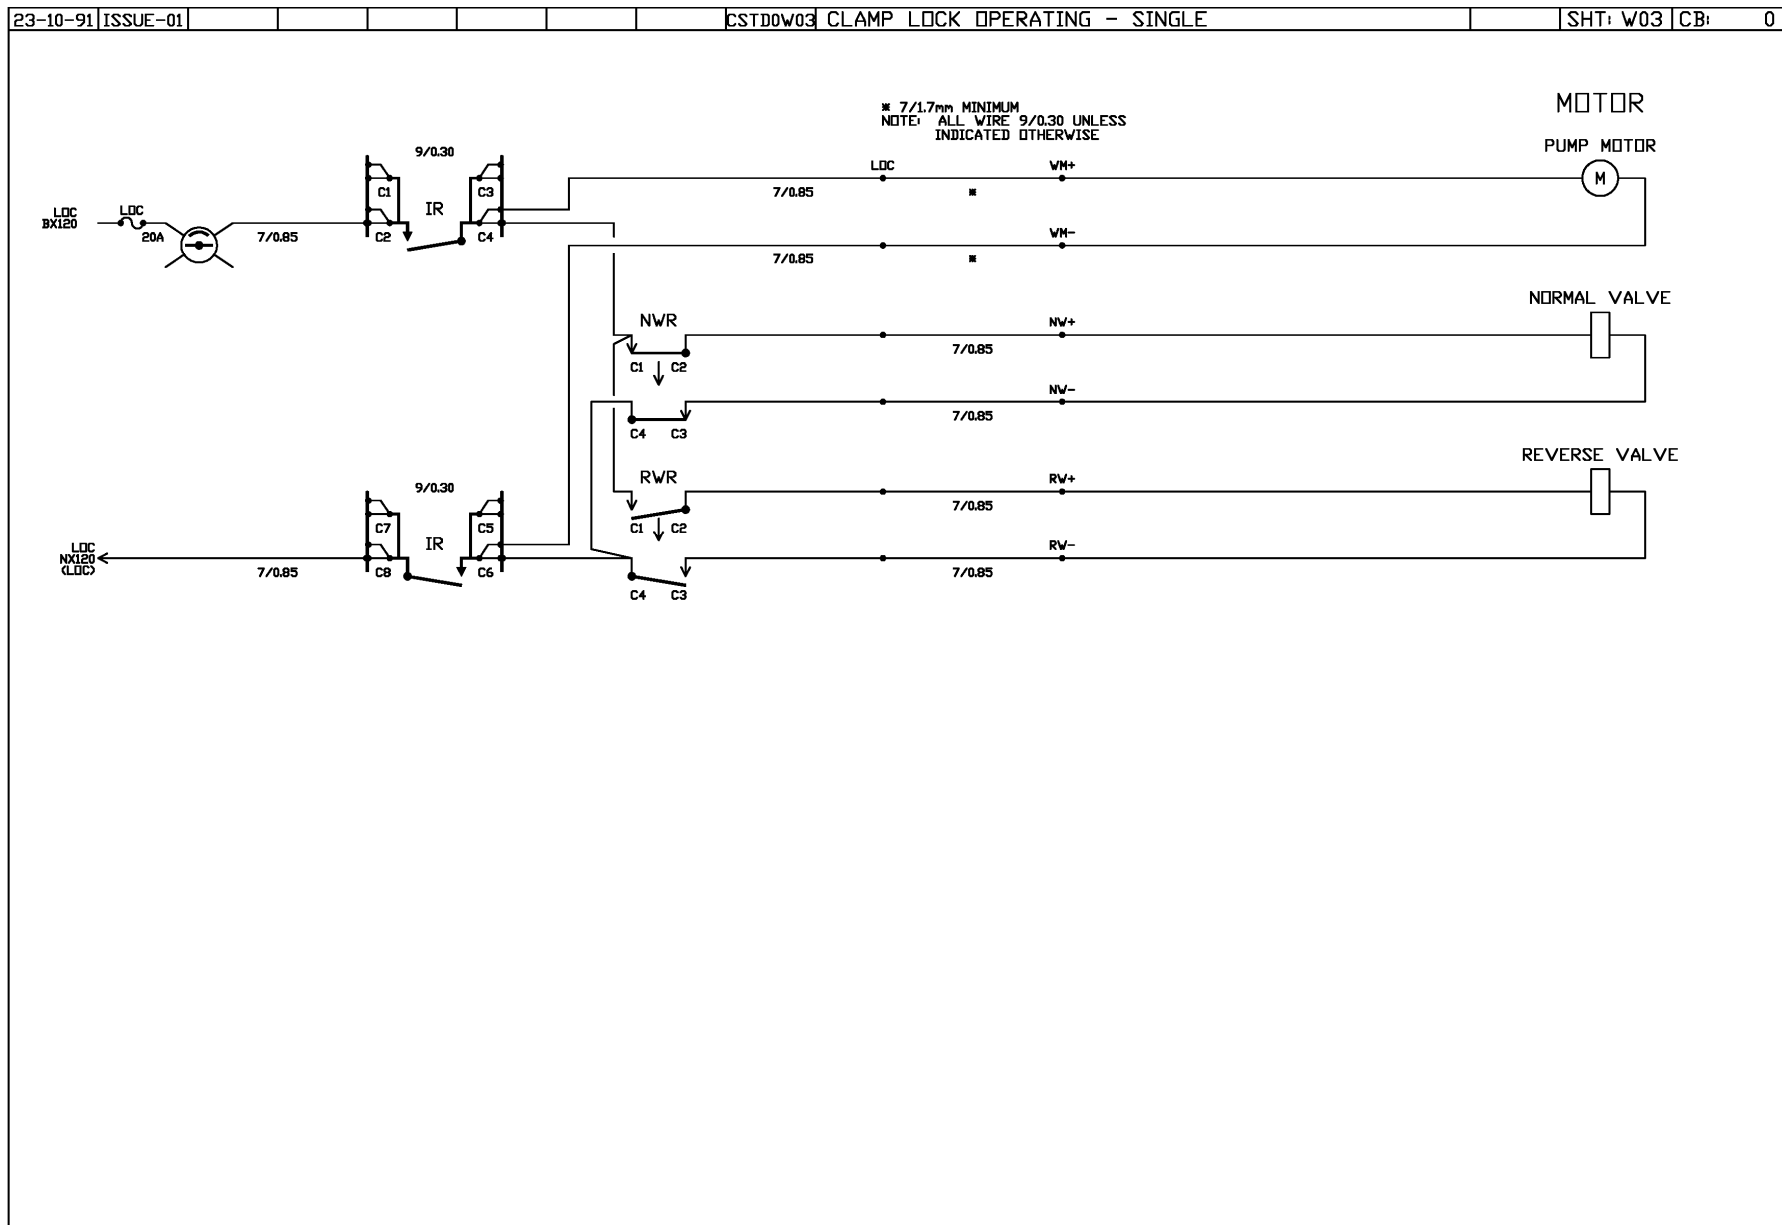 23-10-91 ISSUE-01 CSTD0W03 CLAMP LOCK OPERATING - SINGLE SHT: W03 CB: 0
* 7/1.7mm MINIMUM
NOTE: ALL WIRE 9/0.30 UNLESS
INDICATED OTHERWISE
MOTOR
PUMP MOTOR
M
9/0.30
C1 C3
IR
C2 C4
LOC
BX120
LOC
20A
7/0.85
LOC
7/0.85
*
WM+
7/0.85
*
WM-
NORMAL VALVE
NWR
C1 C2
NW+
7/0.85
NW-
7/0.85
C4 C3
REVERSE VALVE
RWR
C1 C2
RW+
7/0.85
RW-
7/0.85
C4 C3
9/0.30
C7 C5
IR
C8 C6
LOC
NX120
(LOC)
7/0.85